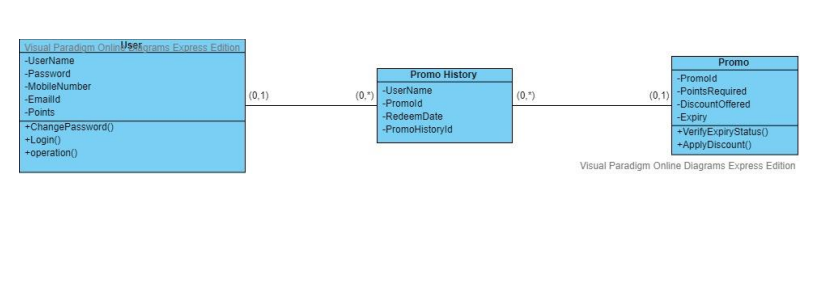 User
Visual Paradigm Online Diagrams Express Edition
-UserName
-Password
-MobileNumber
-EmailId
-Points
+ChangePassword()
+Login()
+operation()
(0,1)
(0,*)
Promo History
-UserName
-PromoId
-RedeemDate
-PromoHistoryId
(0,*)
(0,1)
Promo
-PromoId
-PointsRequired
-DiscountOffered
-Expiry
+VerifyExpiryStatus()
+ApplyDiscount()
Visual Paradigm Online Diagrams Express Edition